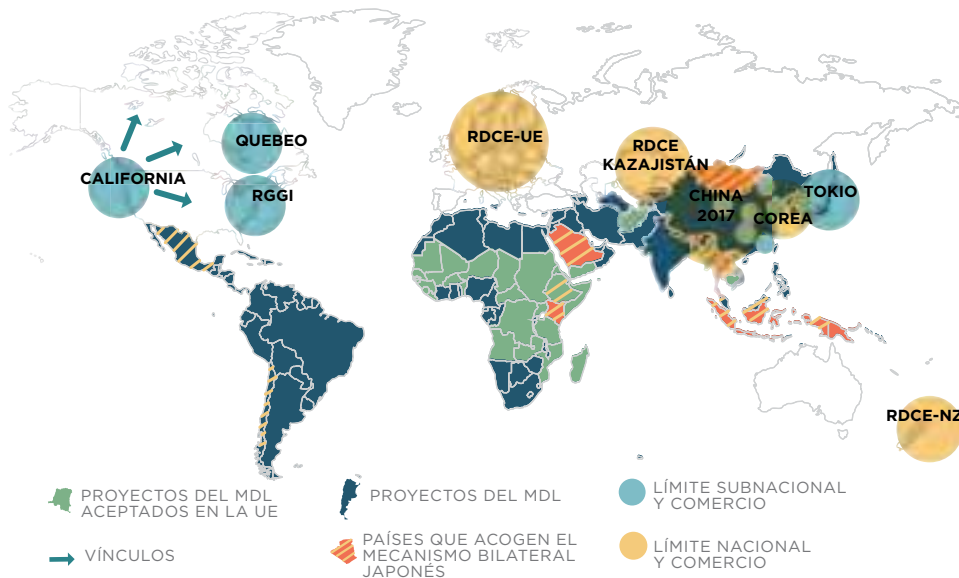 QUEBEO
CALIFORNIA
RGGI
RDCE-UE
RDCE
KAZAJISTÁN
CHINA
2017
COREA
TOKIO
RDCE-NZ
PROYECTOS DEL MDL
ACEPTADOS EN LA UE
VÍNCULOS
PROYECTOS DEL MDL
PAÍSES QUE ACOGEN EL
MECANISMO BILATERAL
JAPONÉS
LÍMITE SUBNACIONAL
Y COMERCIO
LÍMITE NACIONAL
Y COMERCIO